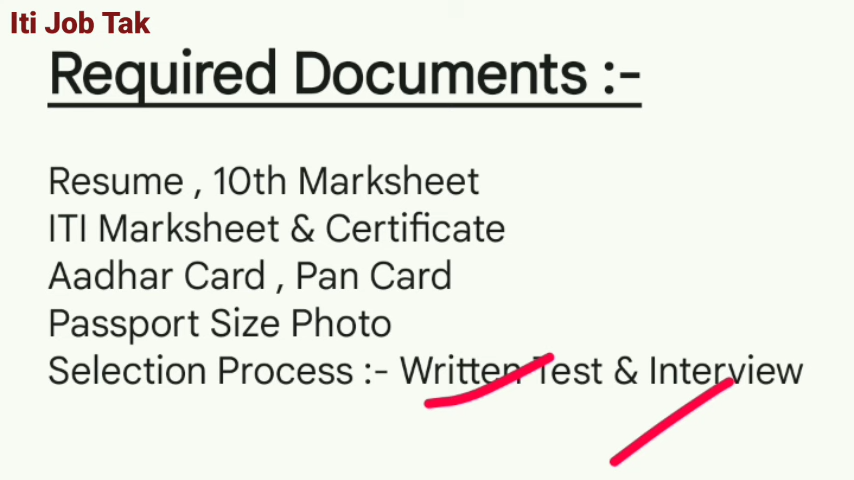 Iti Job Tak
Required Documents :-
Resume , 10th Marksheet
ITI Marksheet & Certificate
Aadhar Card , Pan Card
Passport Size Photo
Selection Process :- Written Test & Interview